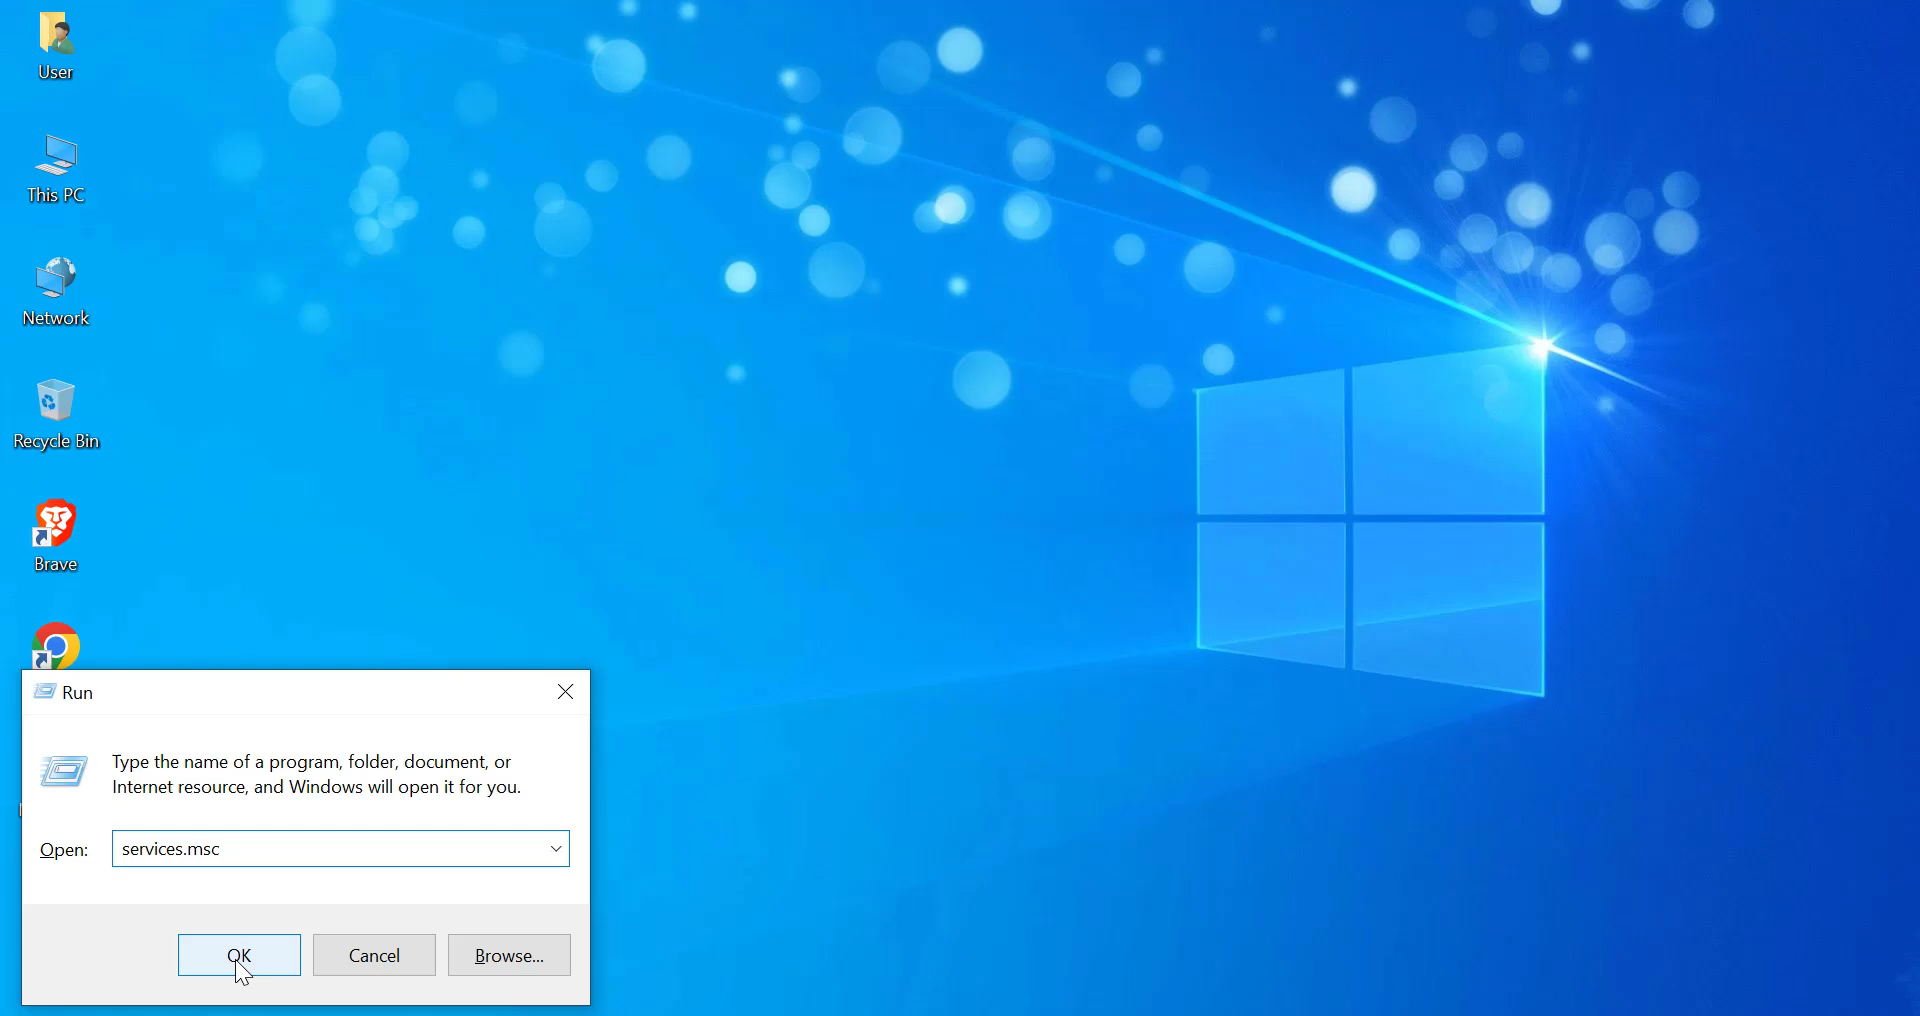 User
This PC
Network
Recycle Bin
Brave
Run
Type the name of a program, folder, document, or
Internet resource, and Windows will open it for you.
Open:
services.msc
OK
Cancel
Browse...